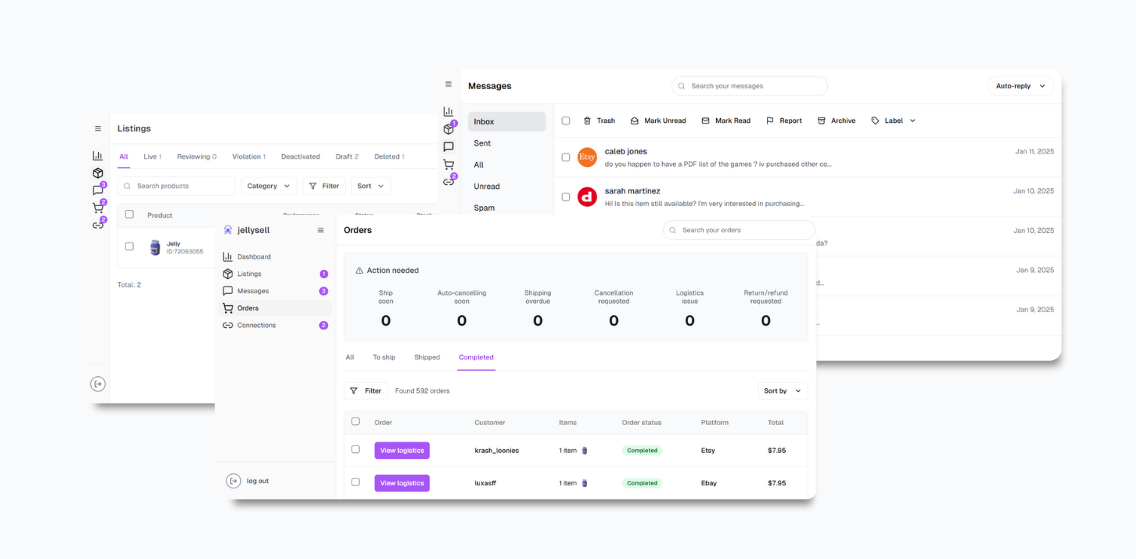 Messages
Search your messages
Auto-reply
1
2
Inbox
Sent
All
Unread
Spam
Trash
Mark Unread
Mark Read
Report
Archive
Label
Etsy
caleb jones
do you happen to have a PDF list of the games ? iv purchased other co...
Jan 11, 2025
sarah martinez
Hi! Is this item still available? I'm very interested in purchasing...
Jan 10, 2025
da?
Jan 10, 2025
Jan 9, 2025
Jan 9, 2025
Listings
All
Live 1
Reviewing 0
Violation 1
Deactivated
Draft 2
Deleted 1
3
2
2
Search products
Category
Filter
Sort
Product
Jelly
ID:72093055
Total: 2
jellysell
Dashboard
Listings 1
Messages 3
Orders
Connections 2
log out
Orders
Search your orders
Action needed
Ship soon
0
Auto-cancelling soon
0
Shipping overdue
0
Cancellation requested
0
Logistics issue
0
Return/refund requested
0
All
To ship
Shipped
Completed
Filter
Found 592 orders
Sort by
Order Customer Items Order status Platform Total
View logistics krash_loonies 1 item Completed Etsy $7.95
View logistics luxasff 1 item Completed Ebay $7.95